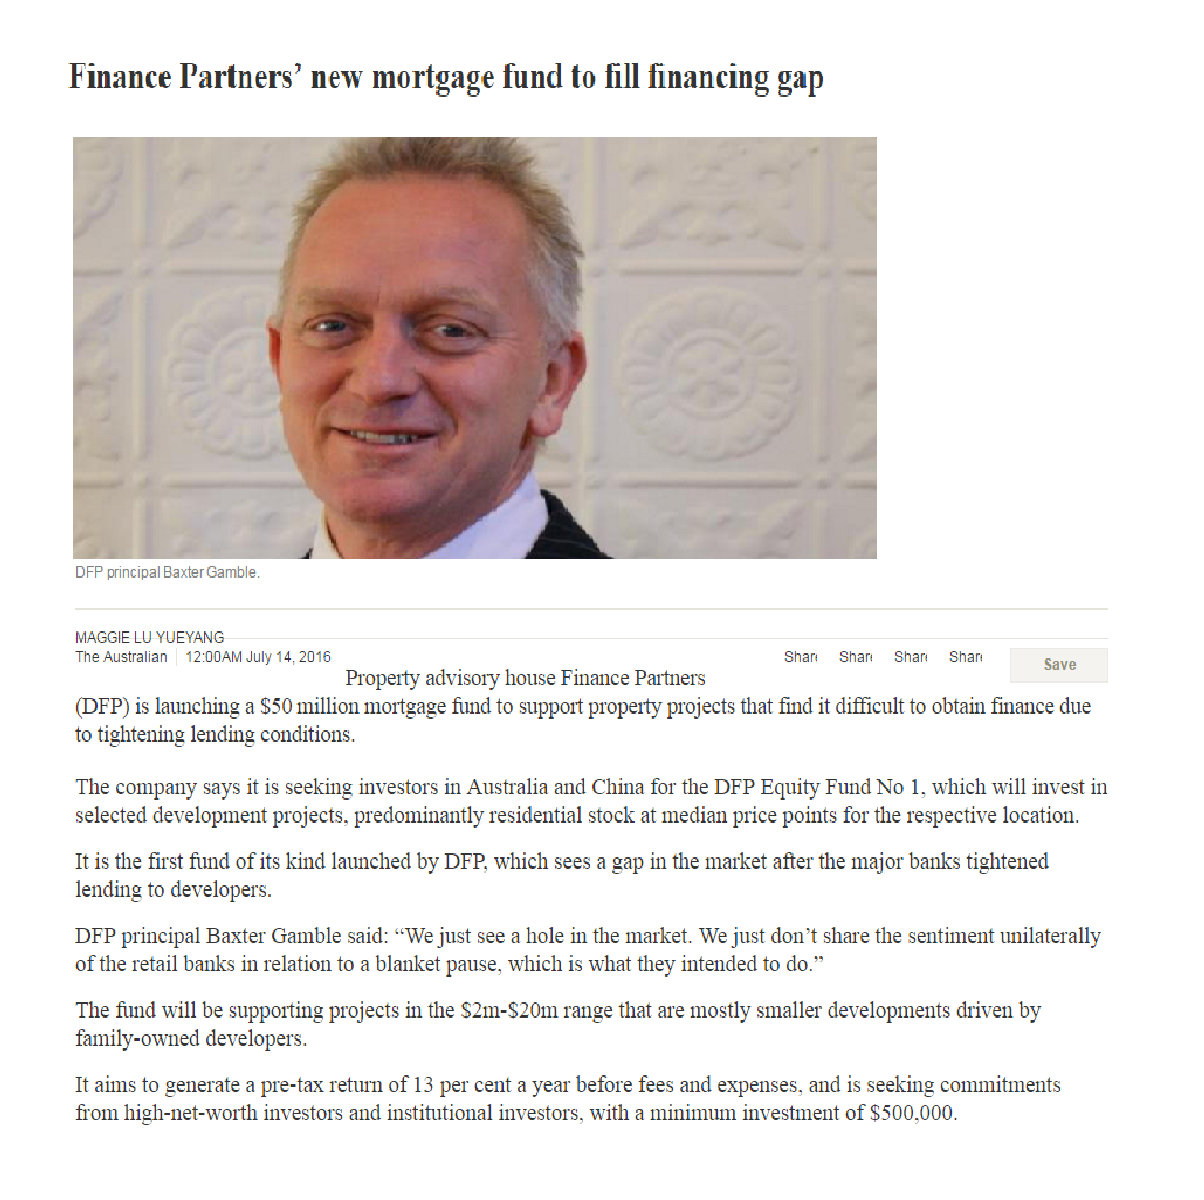 Finance Partners’ new mortgage fund to fill financing gap
DFP principal Baxter Gamble.
MAGGIE LU YUEYANG
The Australian 12:00AM July 14, 2016
Share Share Share Share
Save
Property advisory house Finance Partners
(DFP) is launching a $50 million mortgage fund to support property projects that find it difficult to obtain finance due
to tightening lending conditions.
The company says it is seeking investors in Australia and China for the DFP Equity Fund No 1, which will invest in
selected development projects, predominantly residential stock at median price points for the respective location.
It is the first fund of its kind launched by DFP, which sees a gap in the market after the major banks tightened
lending to developers.
DFP principal Baxter Gamble said: “We just see a hole in the market. We just don’t share the sentiment unilaterally
of the retail banks in relation to a blanket pause, which is what they intended to do.”
The fund will be supporting projects in the $2m-$20m range that are mostly smaller developments driven by
family-owned developers.
It aims to generate a pre-tax return of 13 per cent a year before fees and expenses, and is seeking commitments
from high-net-worth investors and institutional investors, with a minimum investment of $500,000.